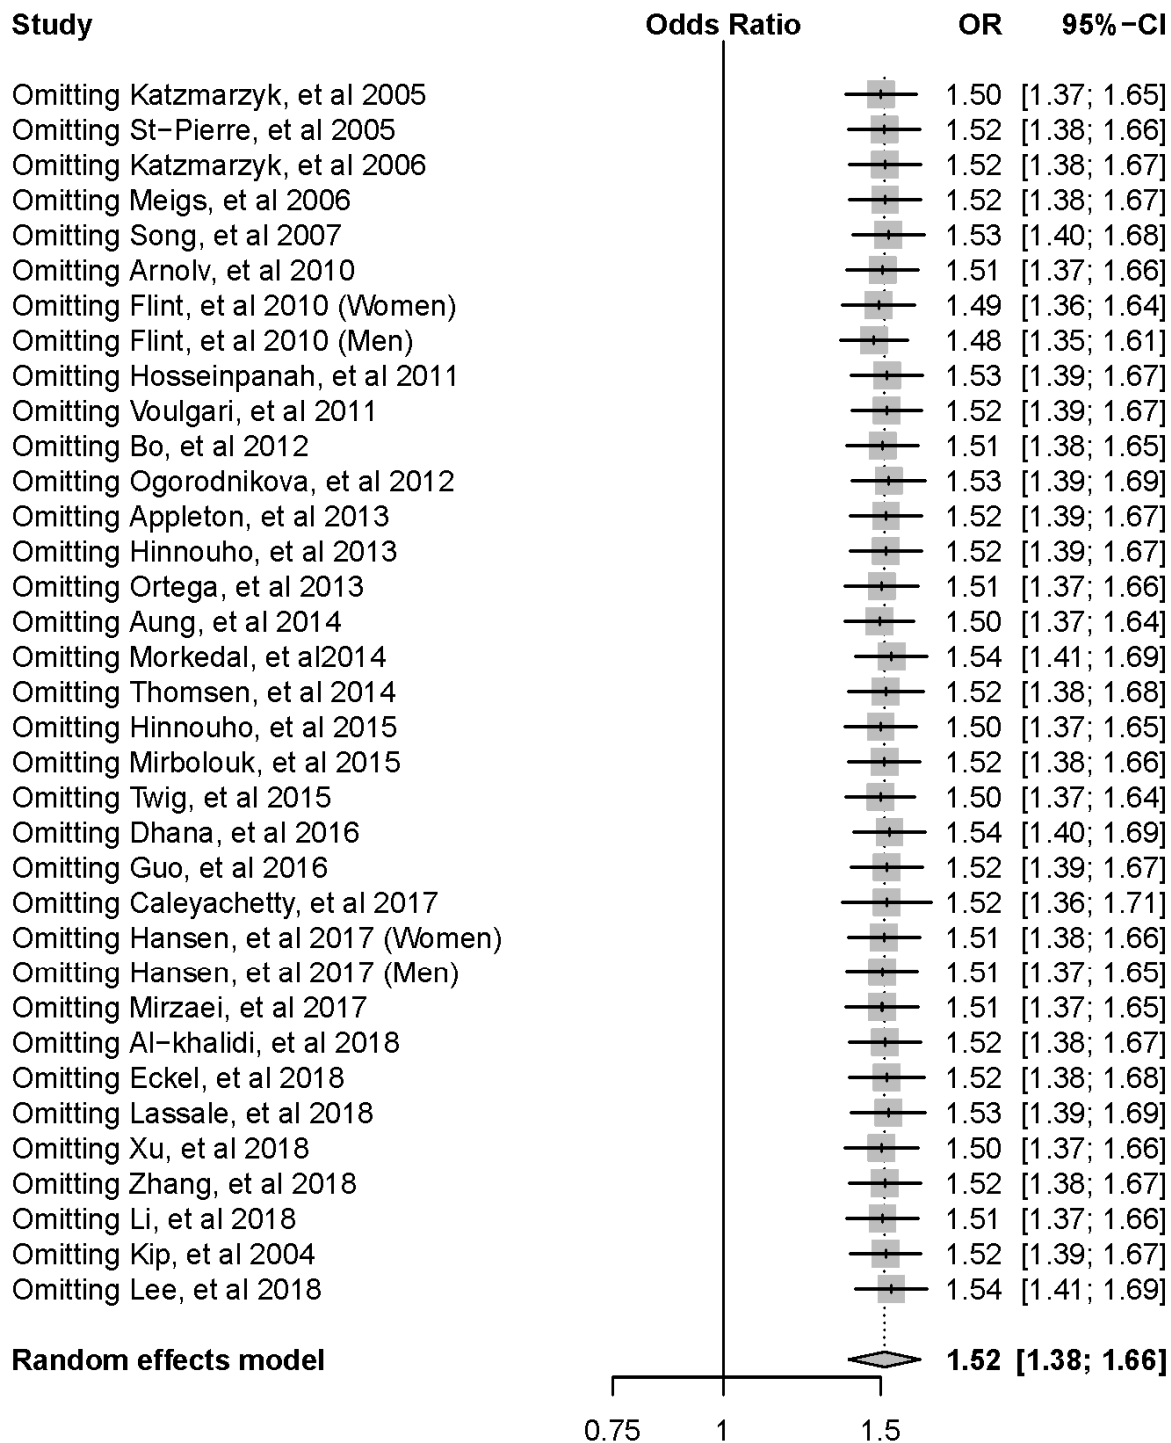 Study Odds Ratio OR 95%−CI
Omitting Katzmarzyk, et al 2005 1.50 [1.37; 1.65]
Omitting St−Pierre, et al 2005 1.52 [1.38; 1.66]
Omitting Katzmarzyk, et al 2006 1.52 [1.38; 1.67]
Omitting Meigs, et al 2006 1.52 [1.38; 1.67]
Omitting Song, et al 2007 1.53 [1.40; 1.68]
Omitting Arnolv, et al 2010 1.51 [1.37; 1.66]
Omitting Flint, et al 2010 (Women) 1.49 [1.36; 1.64]
Omitting Flint, et al 2010 (Men) 1.48 [1.35; 1.61]
Omitting Hosseinpanah, et al 2011 1.53 [1.39; 1.67]
Omitting Voulgari, et al 2011 1.52 [1.39; 1.67]
Omitting Bo, et al 2012 1.51 [1.38; 1.65]
Omitting Ogorodnikova, et al 2012 1.53 [1.39; 1.69]
Omitting Appleton, et al 2013 1.52 [1.39; 1.67]
Omitting Hinnouho, et al 2013 1.52 [1.39; 1.67]
Omitting Ortega, et al 2013 1.51 [1.37; 1.66]
Omitting Aung, et al 2014 1.50 [1.37; 1.64]
Omitting Morkedal, et al2014 1.54 [1.41; 1.69]
Omitting Thomsen, et al 2014 1.52 [1.38; 1.68]
Omitting Hinnouho, et al 2015 1.50 [1.37; 1.65]
Omitting Mirbolouk, et al 2015 1.52 [1.38; 1.66]
Omitting Twig, et al 2015 1.50 [1.37; 1.64]
Omitting Dhana, et al 2016 1.54 [1.40; 1.69]
Omitting Guo, et al 2016 1.52 [1.39; 1.67]
Omitting Caleyachetty, et al 2017 1.52 [1.36; 1.71]
Omitting Hansen, et al 2017 (Women) 1.51 [1.38; 1.66]
Omitting Hansen, et al 2017 (Men) 1.51 [1.37; 1.65]
Omitting Mirzaei, et al 2017 1.51 [1.37; 1.65]
Omitting Al−khalidi, et al 2018 1.52 [1.38; 1.67]
Omitting Eckel, et al 2018 1.52 [1.38; 1.68]
Omitting Lassale, et al 2018 1.53 [1.39; 1.69]
Omitting Xu, et al 2018 1.50 [1.37; 1.66]
Omitting Zhang, et al 2018 1.52 [1.38; 1.67]
Omitting Li, et al 2018 1.51 [1.37; 1.66]
Omitting Kip, et al 2004 1.52 [1.39; 1.67]
Omitting Lee, et al 2018 1.54 [1.41; 1.69]
Random effects model 1.52 [1.38; 1.66]
0.75 1 1.5